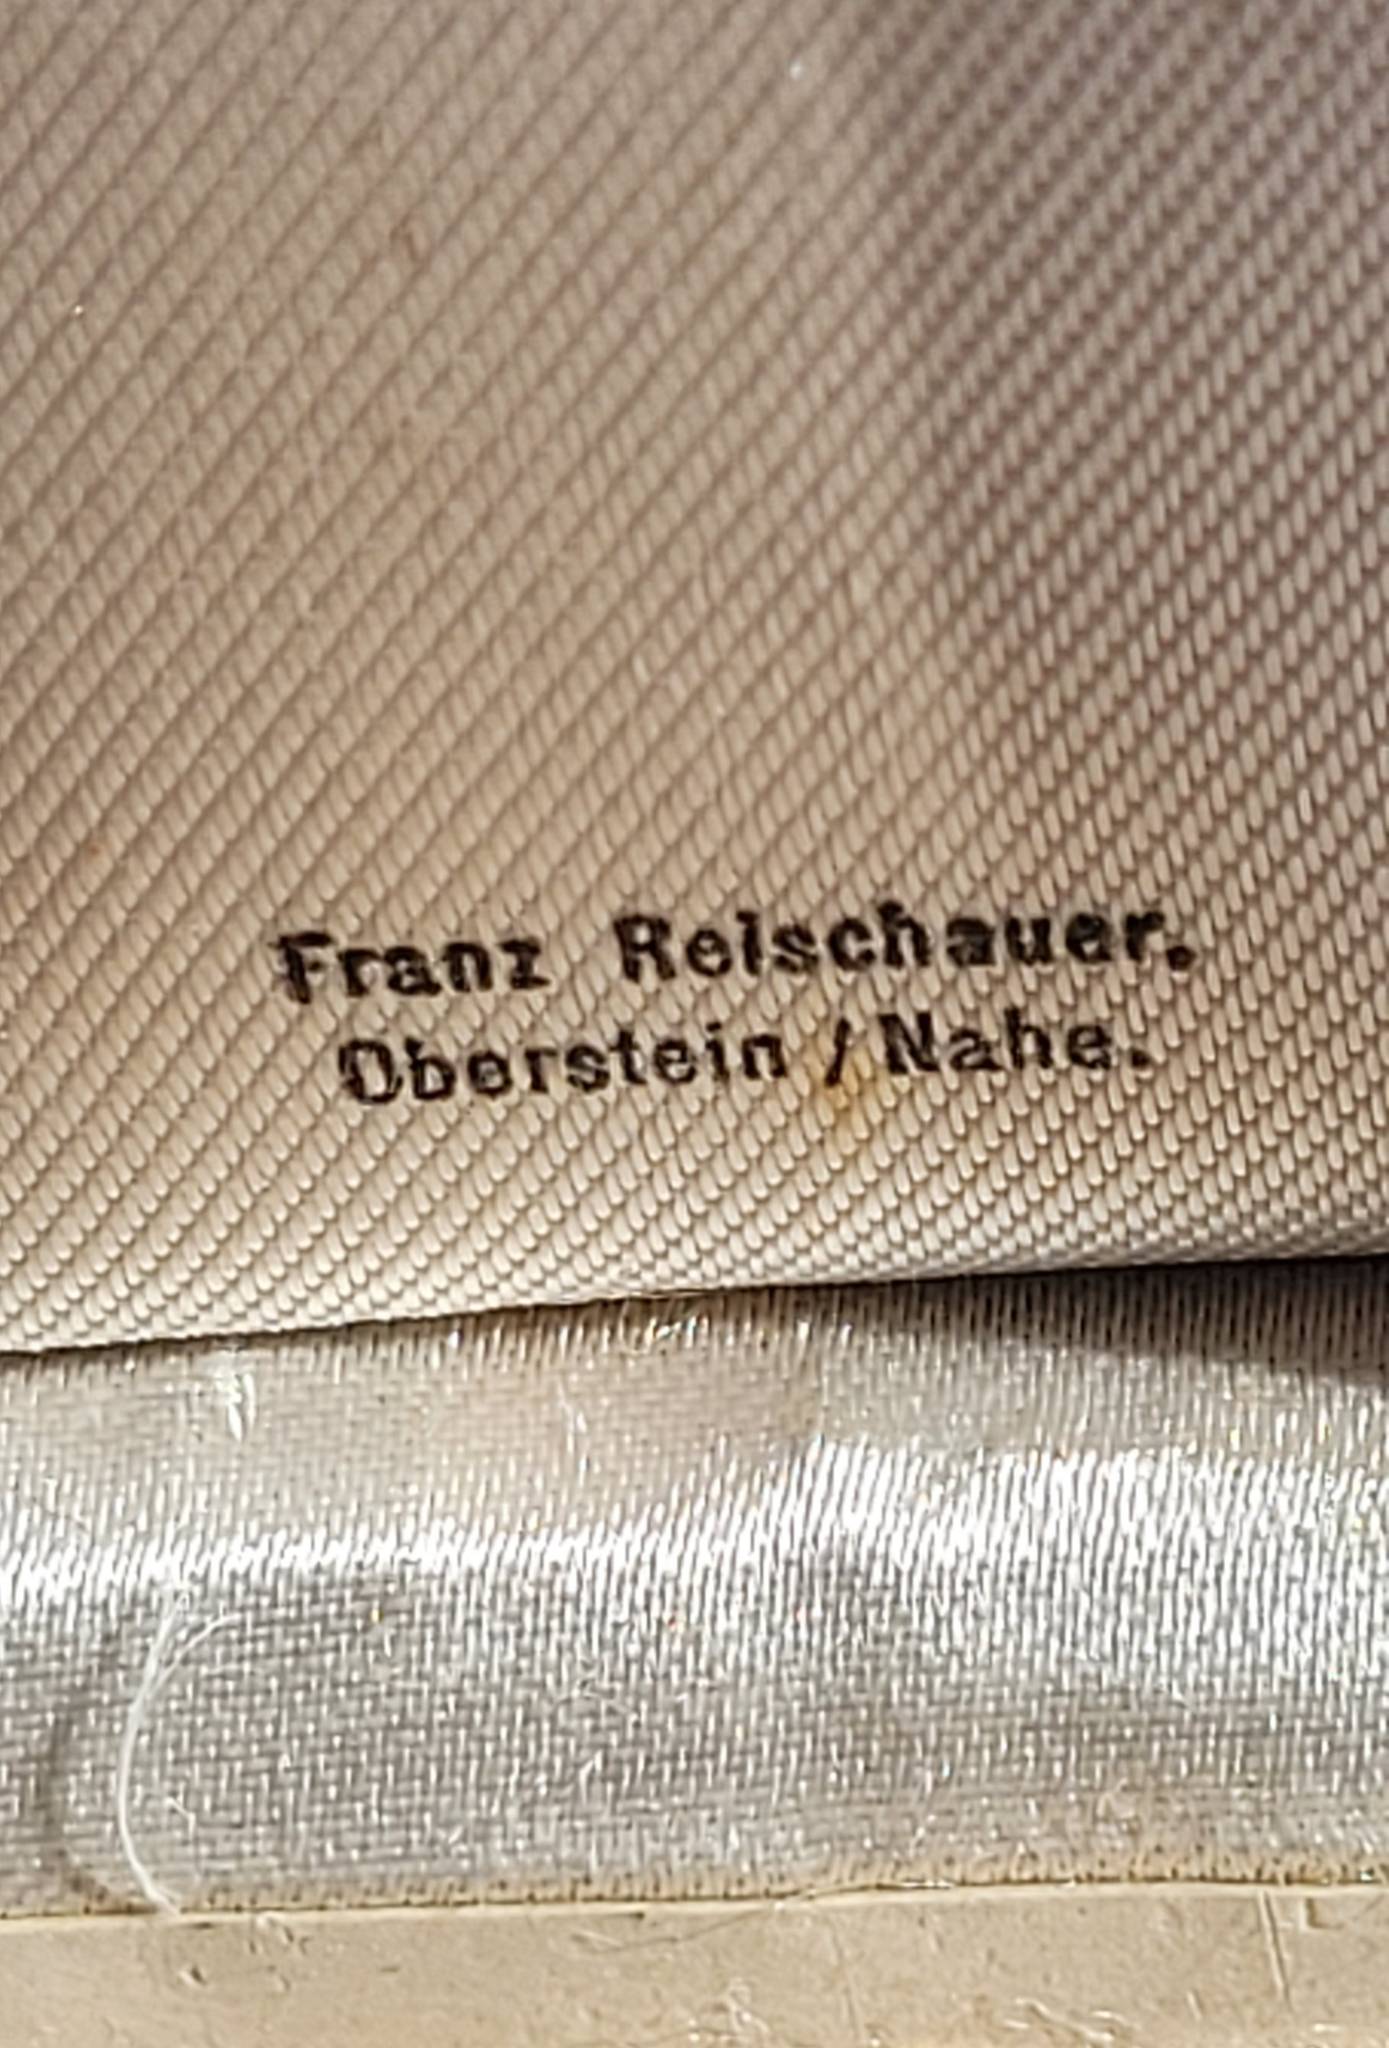 Franz Reischauer.
Oberstein / Nahe.